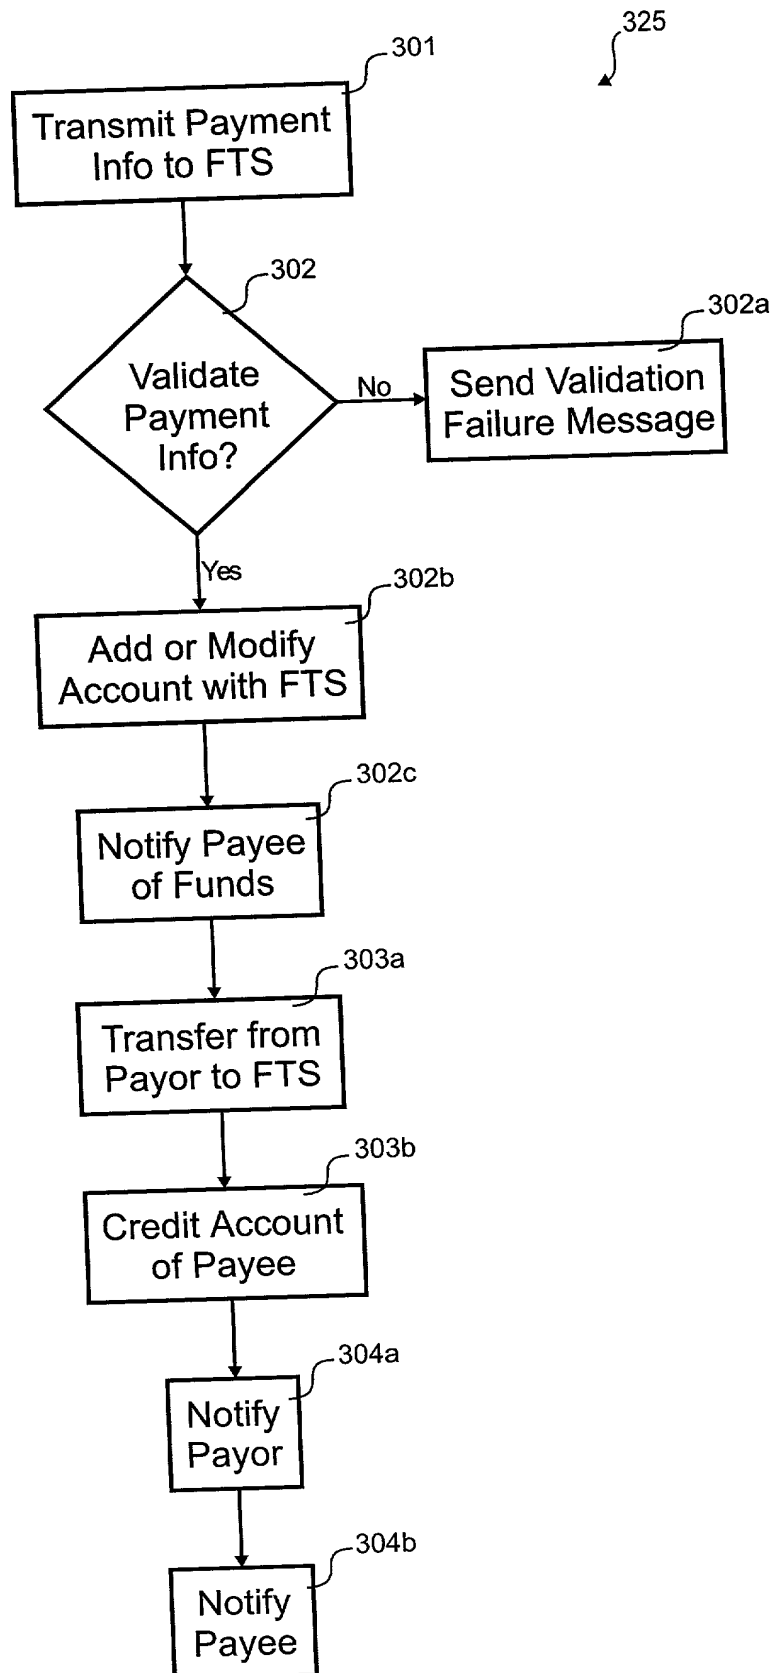 325
301
Transmit Payment
Info to FTS
302
Validate
Payment
Info?
No
302a
Send Validation
Failure Message
Yes
302b
Add or Modify
Account with FTS
302c
Notify Payee
of Funds
303a
Transfer from
Payor to FTS
303b
Credit Account
of Payee
304a
Notify
Payor
304b
Notify
Payee